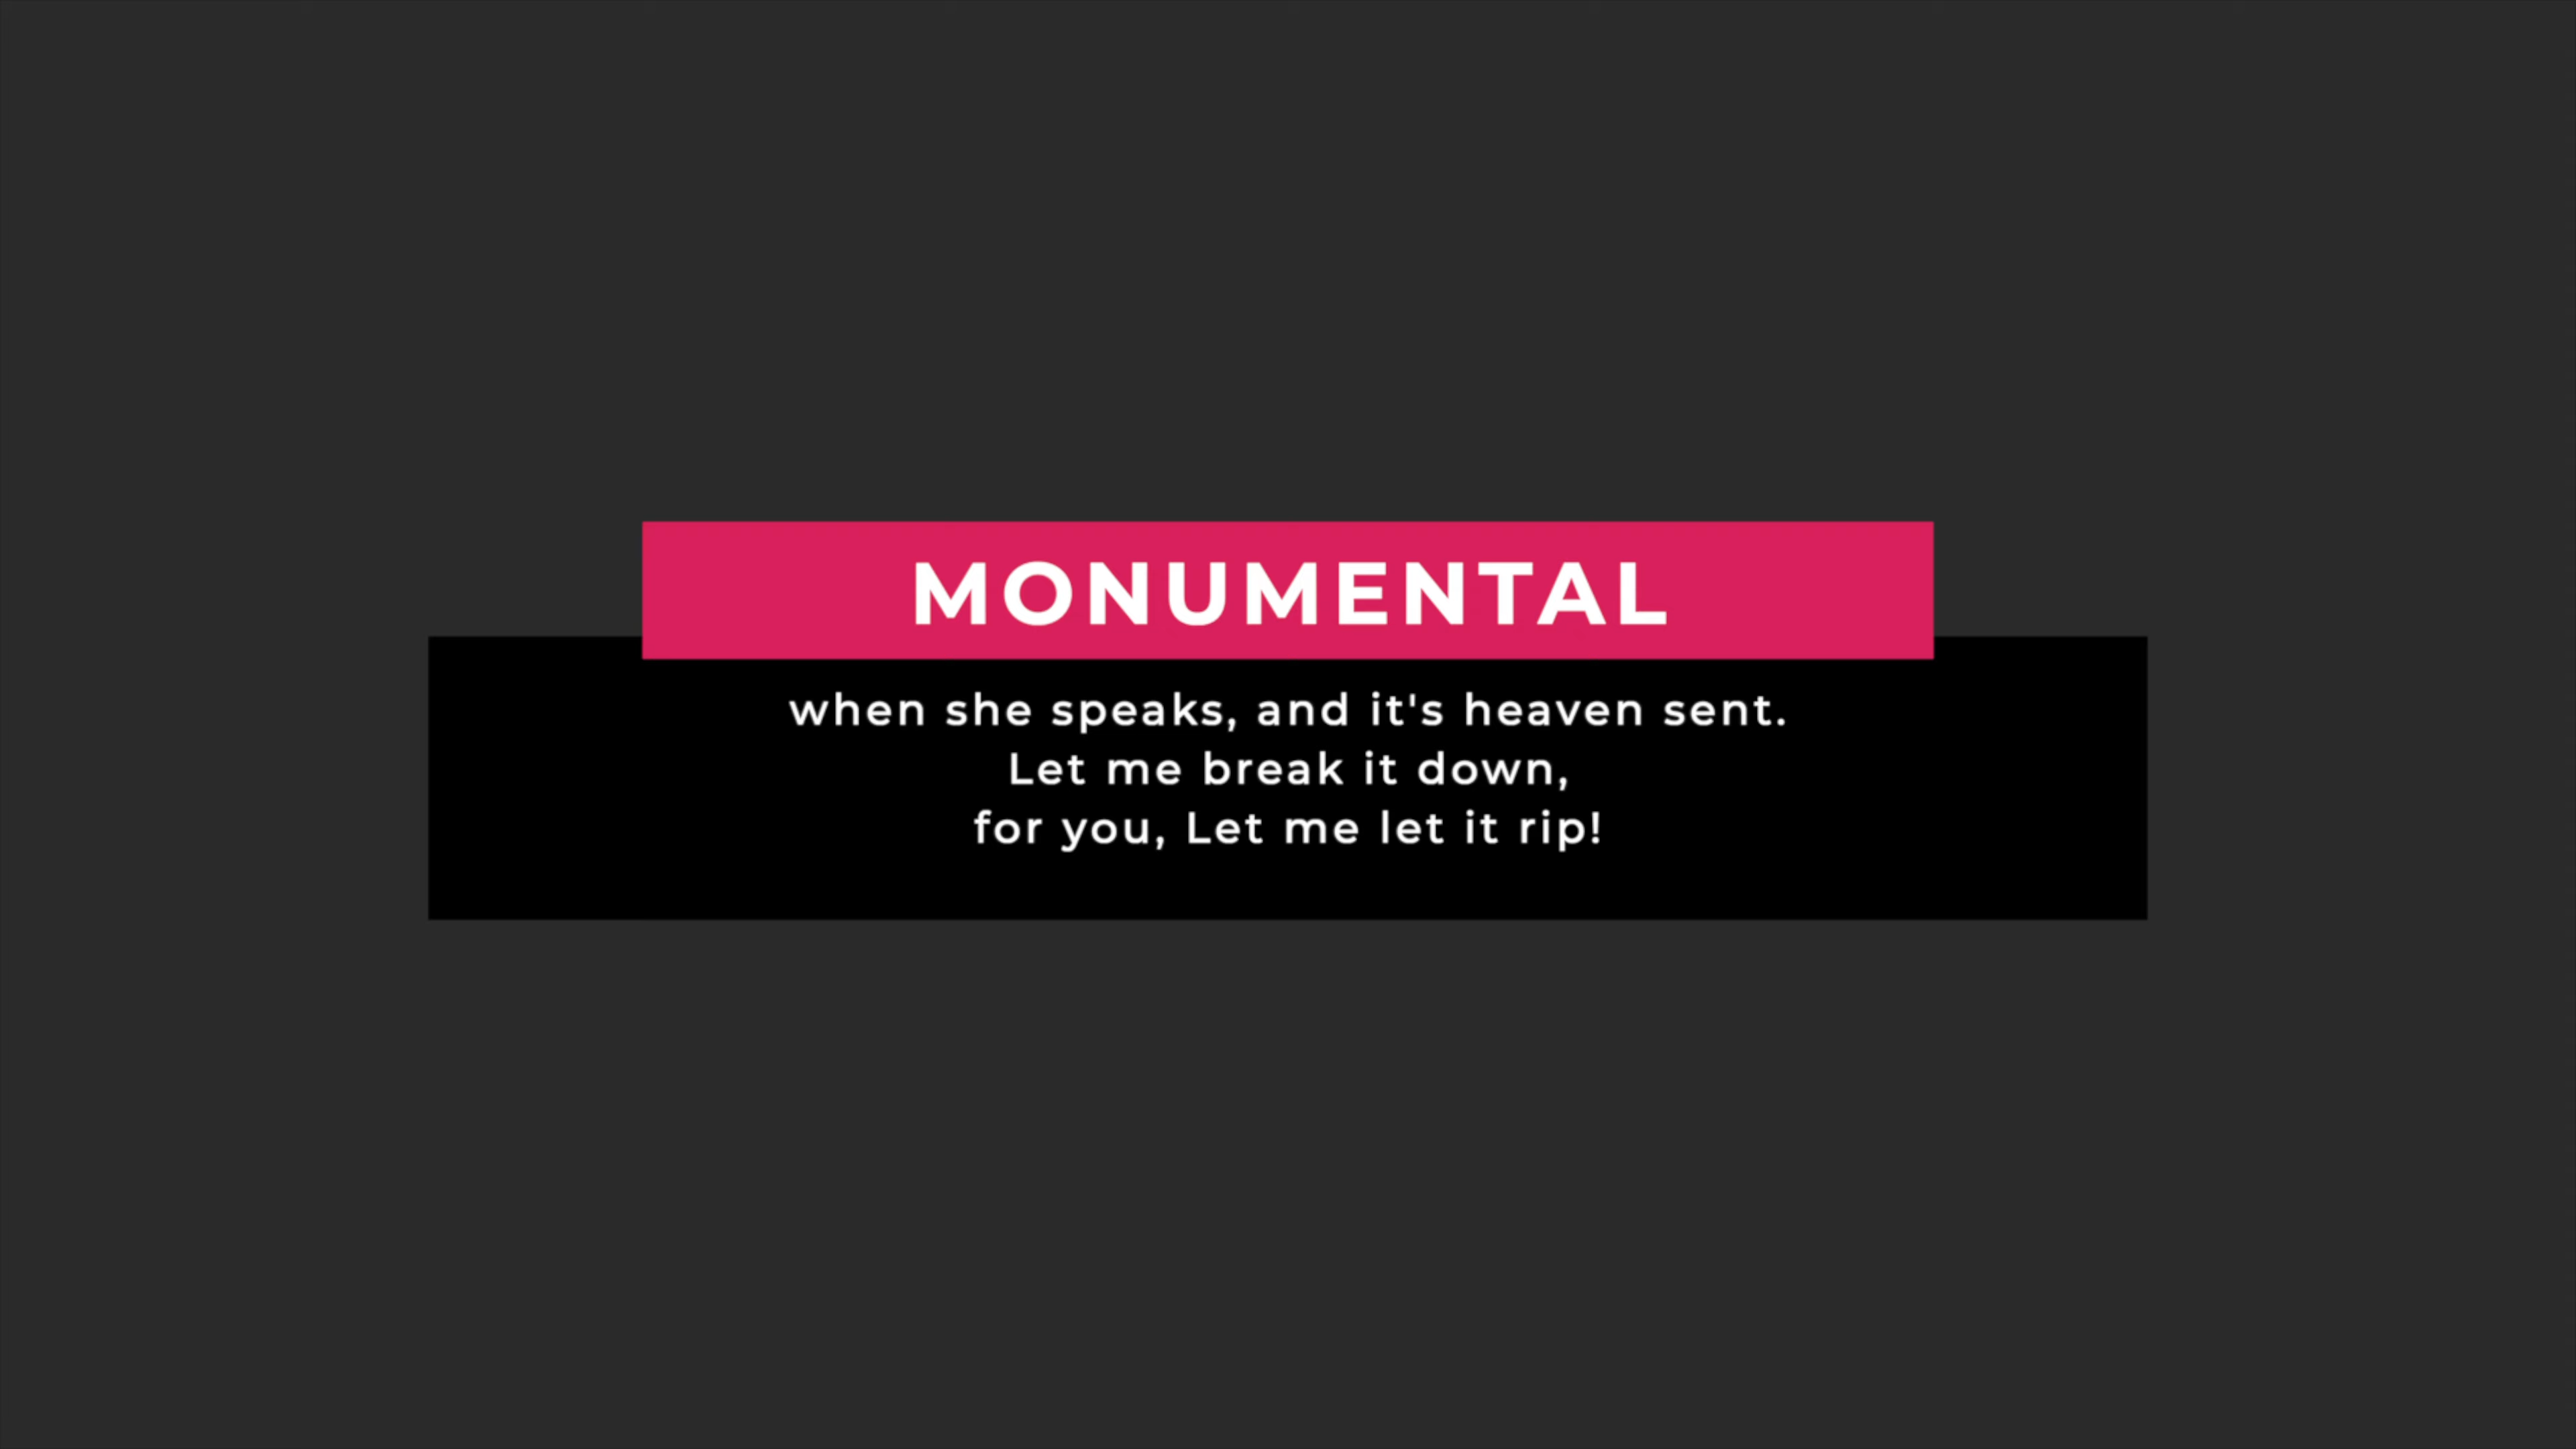 MONUMENTAL
when she speaks, and it's heaven sent.
Let me break it down,
for you, Let me let it rip!